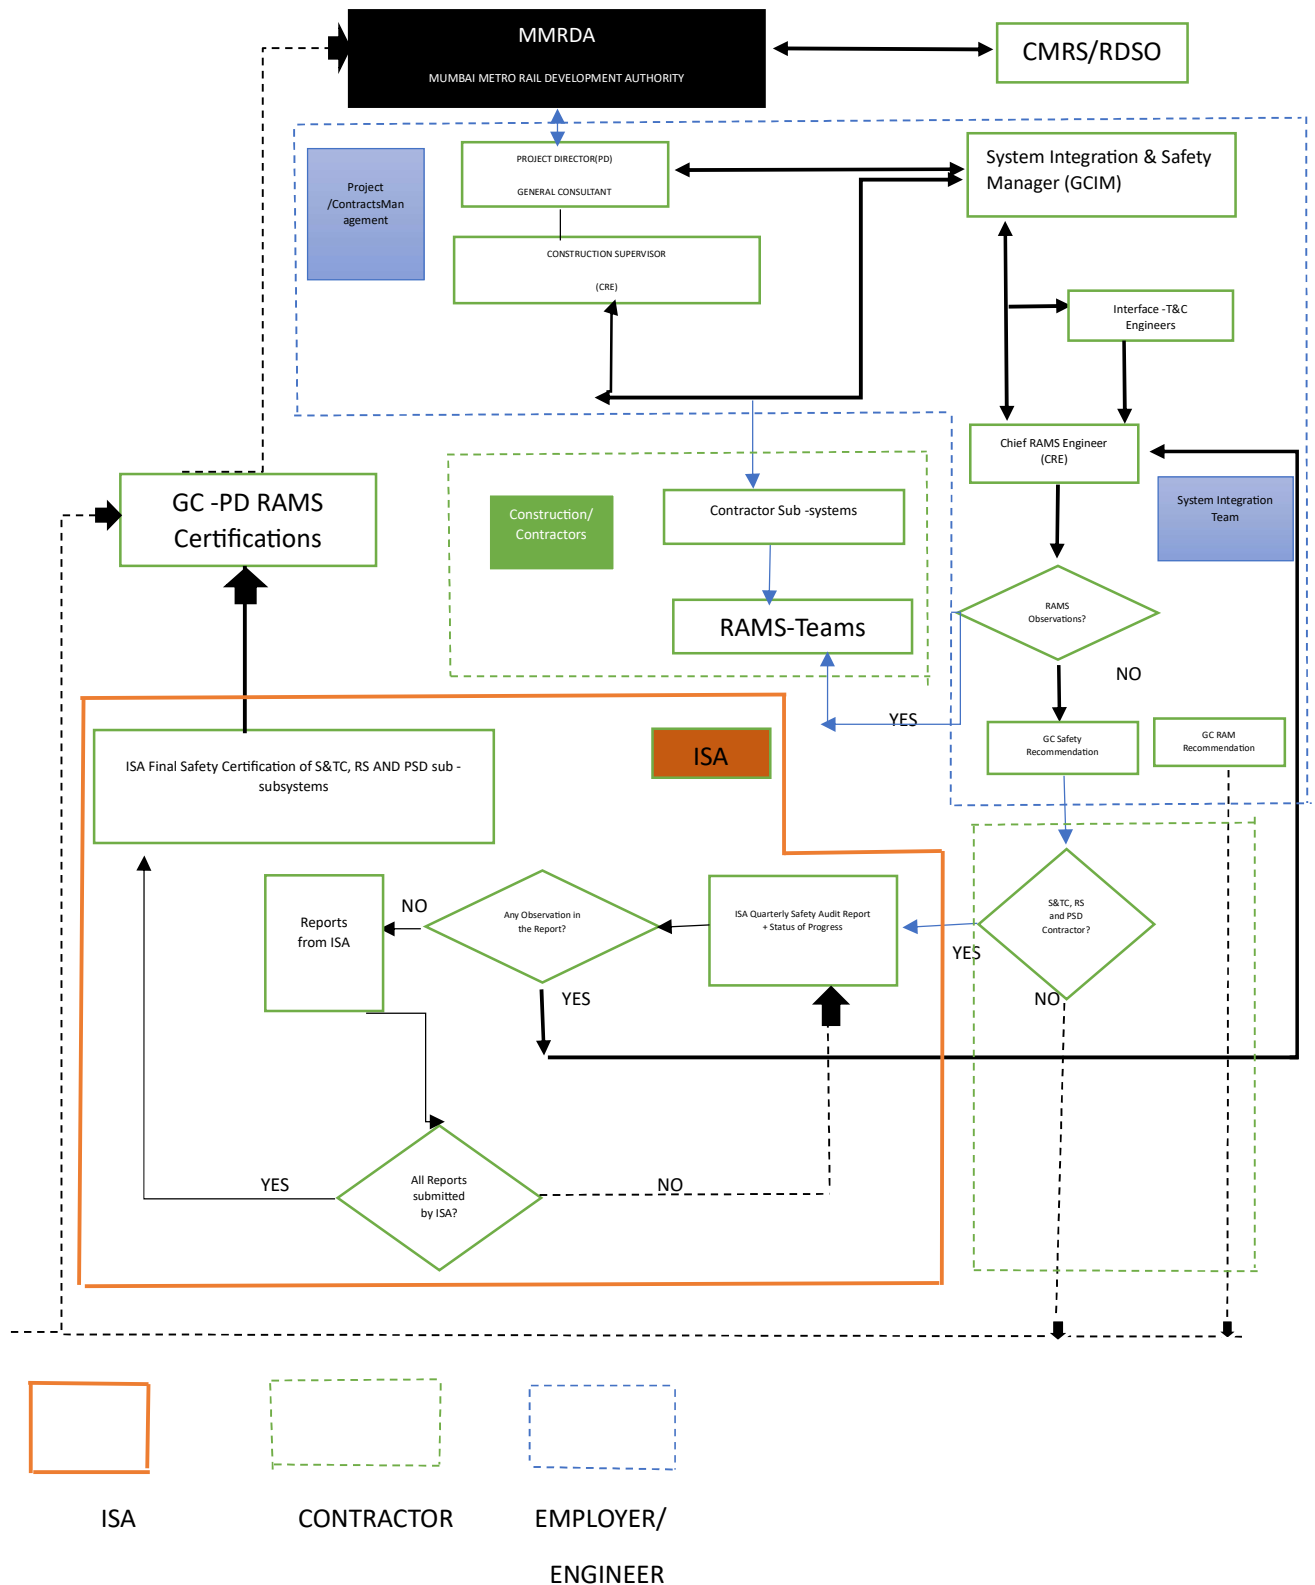 MMRDA
MUMBAI METRO RAIL DEVELOPMENT AUTHORITY
CMRS/RDSO
Project
/ContractsMan
agement
PROJECT DIRECTOR(PD)
GENERAL CONSULTANT
System Integration & Safety
Manager (GCIM)
CONSTRUCTION SUPERVISOR
(CRE)
Interface -T&C
Engineers
Chief RAMS Engineer
(CRE)
GC -PD RAMS
Certifications
Construction/
Contractors
Contractor Sub -systems
System Integration
Team
RAMS-Teams
RAMS
Observations?
NO
YES
GC Safety
Recommendation
GC RAM
Recommendation
ISA
ISA Final Safety Certification of S&TC, RS AND PSD sub -
subsystems
Reports
from ISA
NO
Any Observation in
the Report?
YES
ISA Quarterly Safety Audit Report
+ Status of Progress
YES
S&TC, RS
and PSD
Contractor?
NO
YES
All Reports
submitted
by ISA?
NO
ISA
CONTRACTOR
EMPLOYER/
ENGINEER